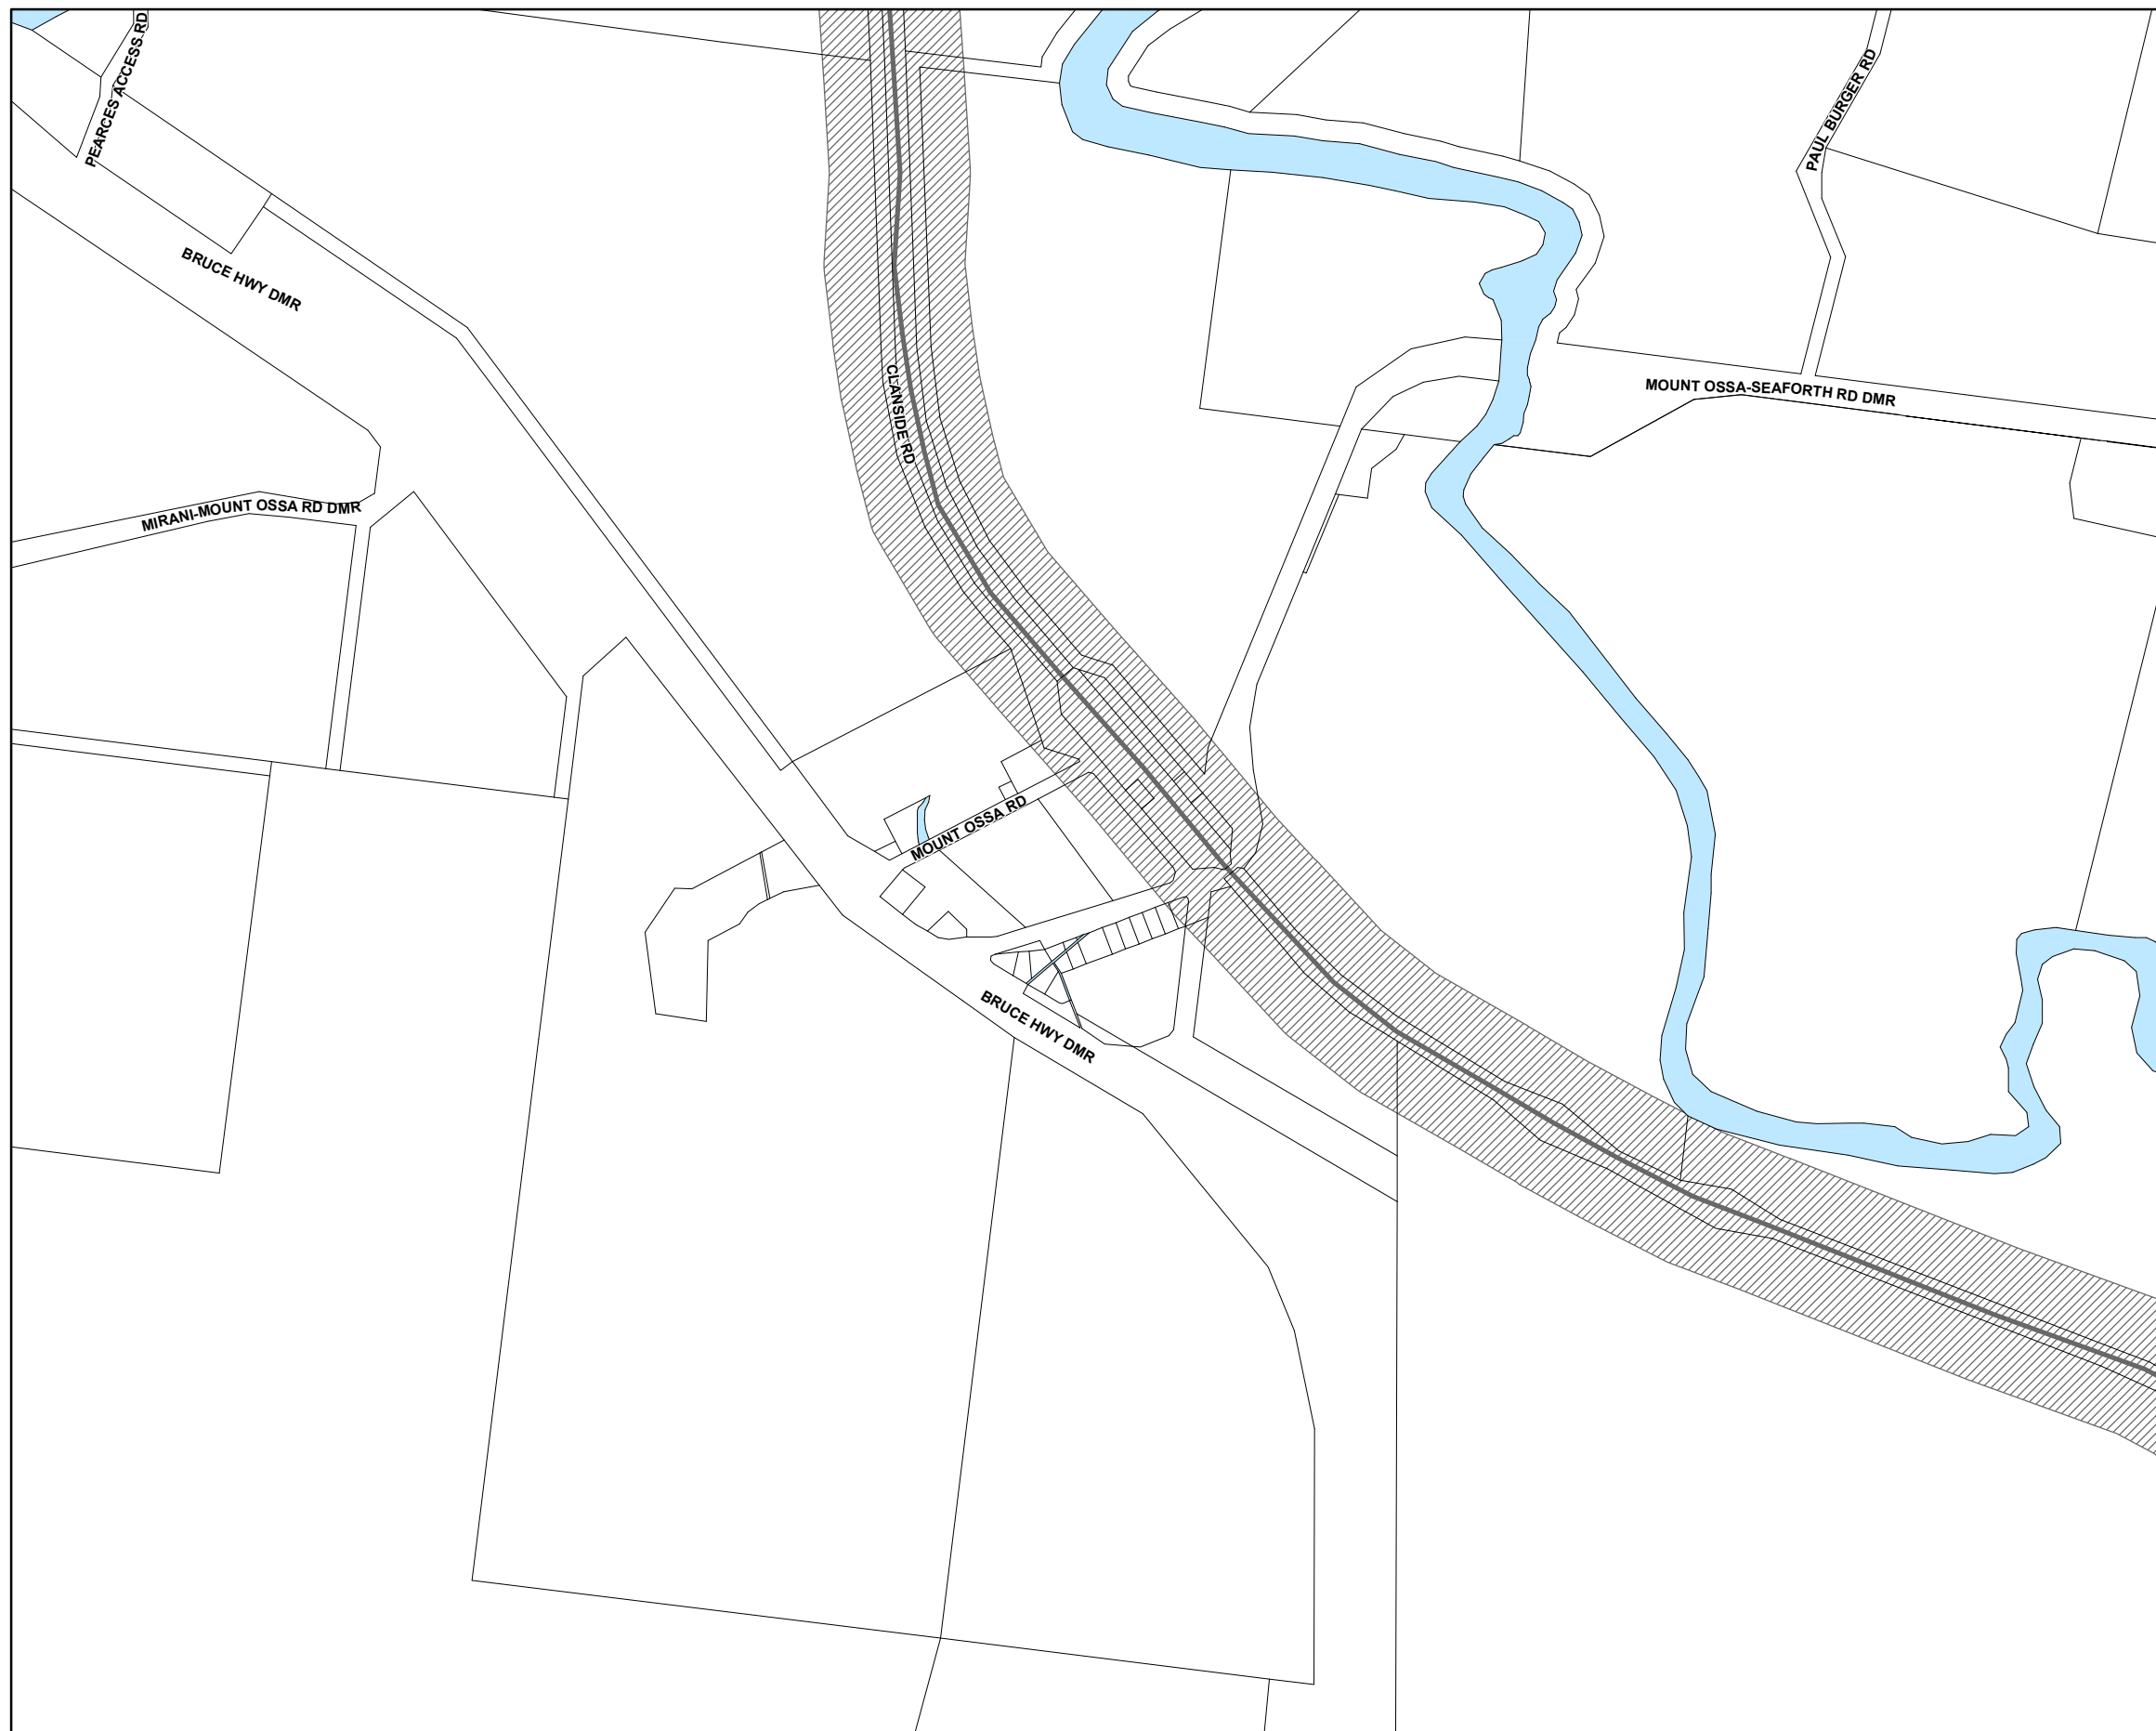 PEARCES ACCESS RD
PAUL BURGER RD
BRUCE HWY DMR
MOUNT OSSA-SEAFORTH RD DMR
CLANSIDE RD
MIRANI-MOUNT OSSA RD DMR
MOUNT OSSA RD
BRUCE HWY DMR